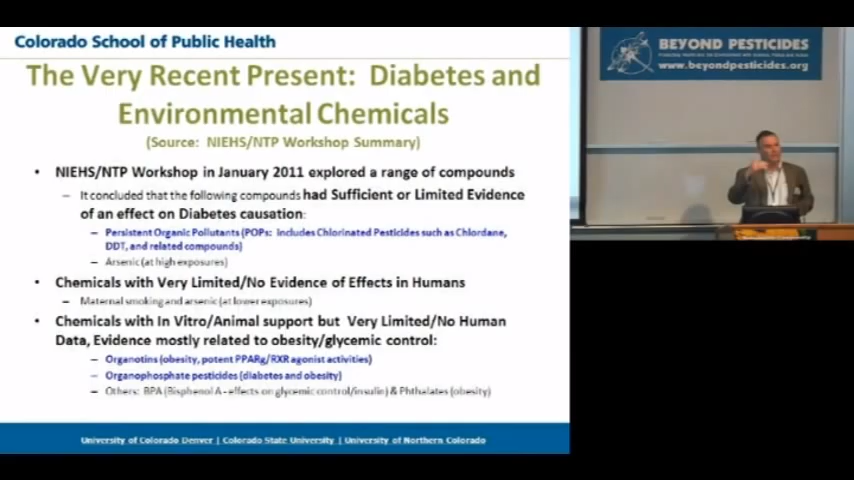 Colorado School of Public Health
The Very Recent Present: Diabetes and
Environmental Chemicals
(Source: NIEHS/NTP Workshop Summary)
• NIEHS/NTP Workshop in January 2011 explored a range of compounds
– It concluded that the following compounds had Sufficient or Limited Evidence
of an effect on Diabetes causation:
– Persistent Organic Pollutants (POPs: includes Chlorinated Pesticides such as Chlordane,
DDT, and related compounds)
– Arsenic (at high exposures)
• Chemicals with Very Limited/No Evidence of Effects in Humans
– Maternal smoking and arsenic (at lower exposures)
• Chemicals with In Vitro/Animal support but Very Limited/No Human
Data, Evidence mostly related to obesity/glycemic control:
– Organotins (obesity, potent PPARg/RXR agonist activities)
– Organophosphate pesticides (diabetes and obesity)
– Others: BPA (Bisphenol A - effects on glycemic control/insulin) & Phthalates (obesity)
University of Colorado Denver | Colorado State University | University of Northern Colorado
BEYOND PESTICIDES
www.beyondpesticides.org